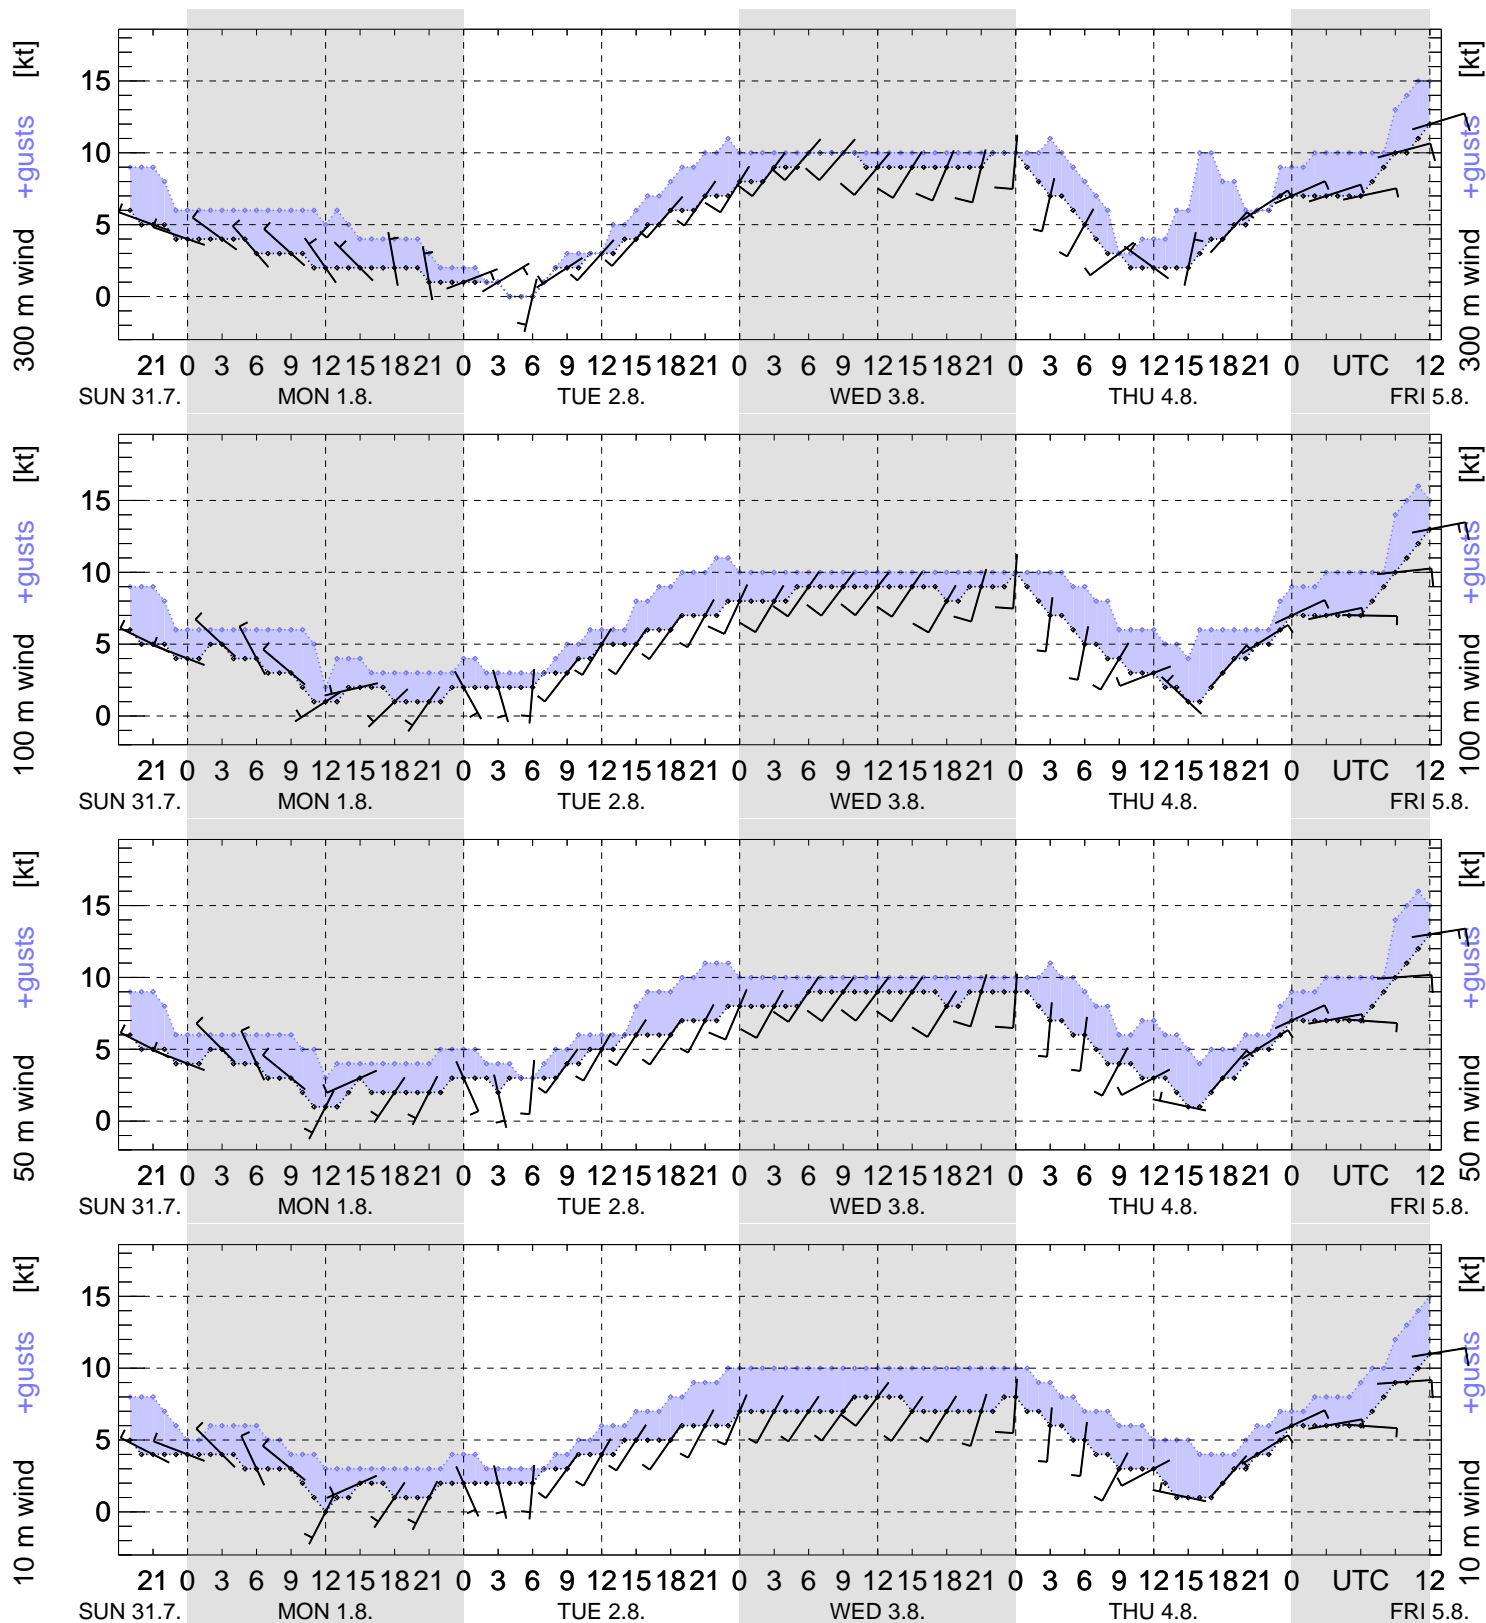 300 m wind +gusts [kt]
15
10
5
0
300 m wind +gusts [kt]
21 0 3 6 9 12 15 18 21 0 3 6 9 12 15 18 21 0 3 6 9 12 15 18 21 0 3 6 9 12 15 18 21 0 UTC 12
SUN 31.7. MON 1.8. TUE 2.8. WED 3.8. THU 4.8. FRI 5.8.
100 m wind +gusts [kt]
15
10
5
0
100 m wind +gusts [kt]
21 0 3 6 9 12 15 18 21 0 3 6 9 12 15 18 21 0 3 6 9 12 15 18 21 0 3 6 9 12 15 18 21 0 UTC 12
SUN 31.7. MON 1.8. TUE 2.8. WED 3.8. THU 4.8. FRI 5.8.
50 m wind +gusts [kt]
15
10
5
0
50 m wind +gusts [kt]
21 0 3 6 9 12 15 18 21 0 3 6 9 12 15 18 21 0 3 6 9 12 15 18 21 0 3 6 9 12 15 18 21 0 UTC 12
SUN 31.7. MON 1.8. TUE 2.8. WED 3.8. THU 4.8. FRI 5.8.
10 m wind +gusts [kt]
15
10
5
0
10 m wind +gusts [kt]
21 0 3 6 9 12 15 18 21 0 3 6 9 12 15 18 21 0 3 6 9 12 15 18 21 0 3 6 9 12 15 18 21 0 UTC 12
SUN 31.7. MON 1.8. TUE 2.8. WED 3.8. THU 4.8. FRI 5.8.